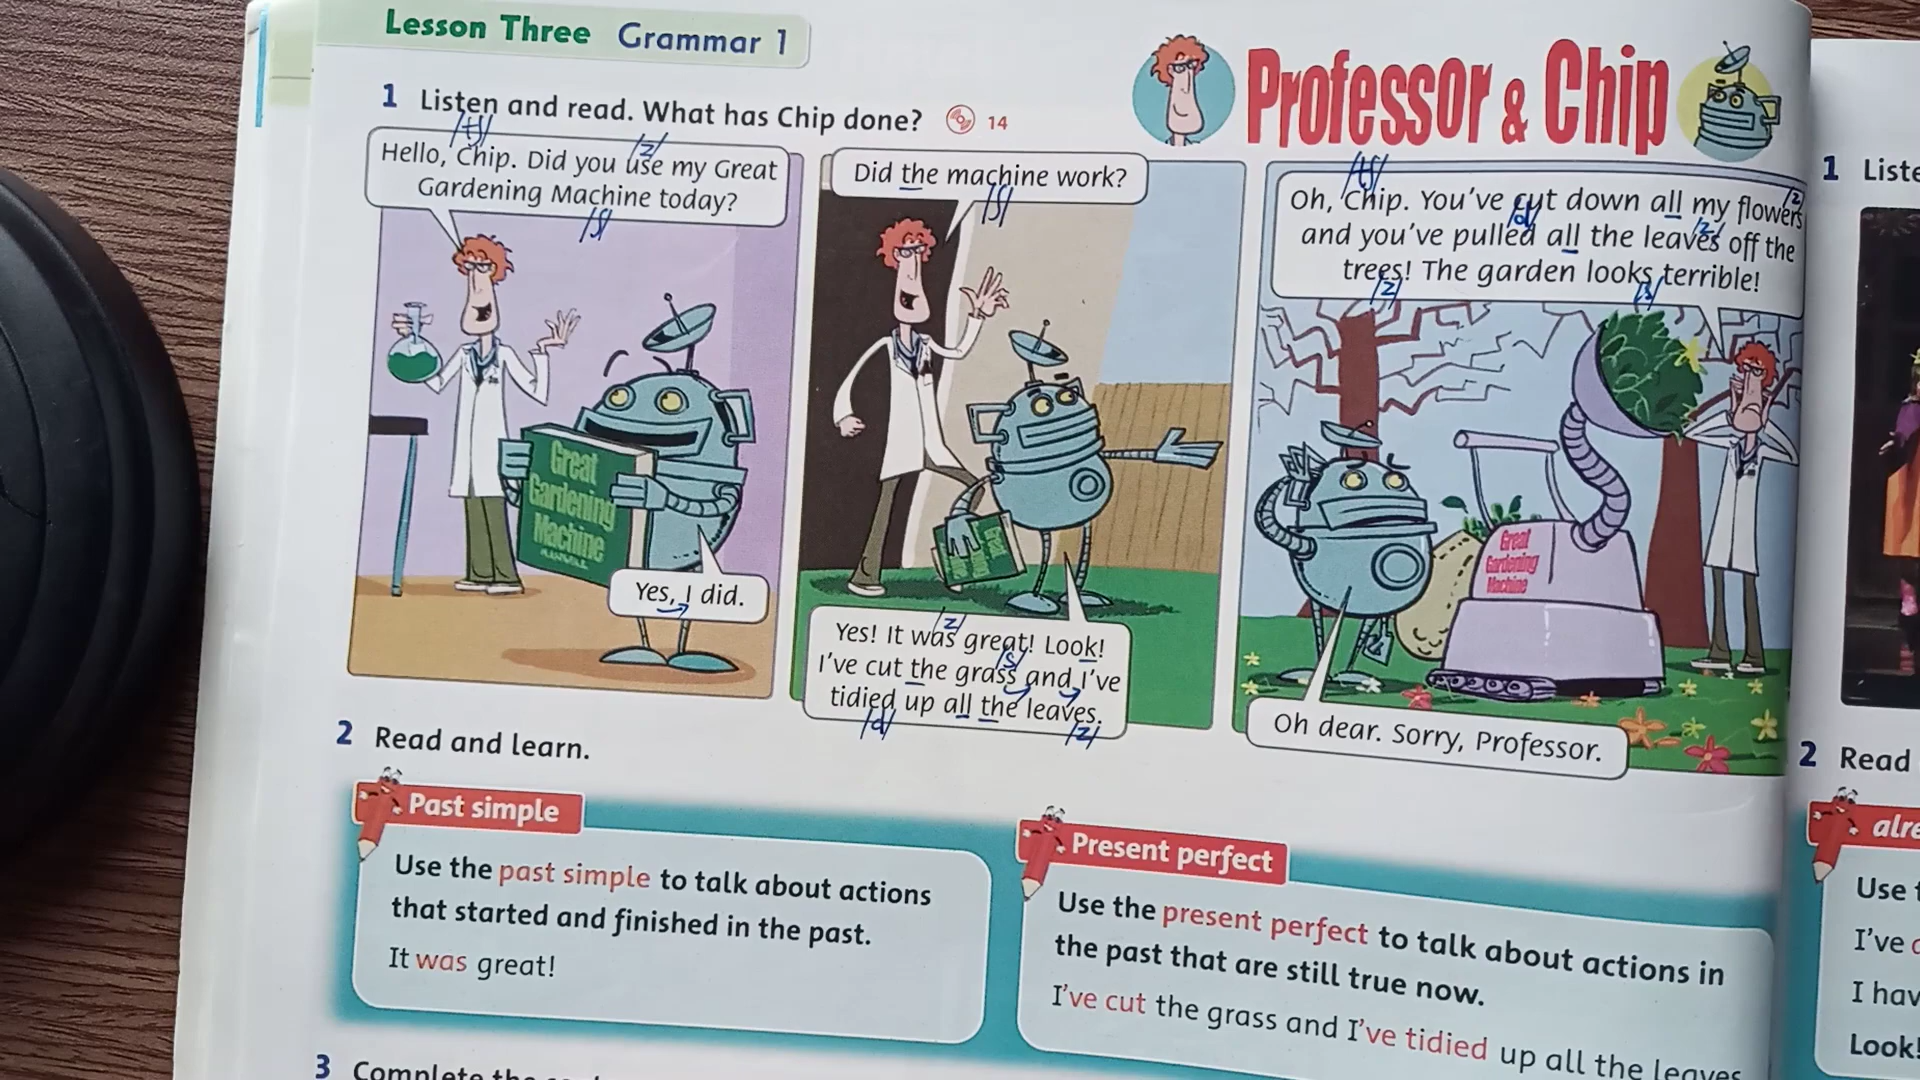 Lesson Three Grammar 1
Professor & Chip
1 Listen and read. What has Chip done? 14
/tʃ/ /z/
Hello, Chip. Did you use my Great
Gardening Machine today?
/ʃ/
Great
Gardening
Machine
Yes, I did.
Did the machine work?
/ʃ/
/z/
Yes! It was great! Look!
/s/
I've cut the grass and I've
tidied up all the leaves.
/d/ /z/
/tʃ/ /z/
Oh, Chip. You've cut down all my flowers
/d/ /z/
and you've pulled all the leaves off the
trees! The garden looks terrible!
/z/ /s/
Great
Gardening
Machine
Oh dear. Sorry, Professor.
2 Read and learn.
Past simple
Use the past simple to talk about actions
that started and finished in the past.
It was great!
Present perfect
Use the present perfect to talk about actions in
the past that are still true now.
I've cut the grass and I've tidied up all the leaves
3 Complete the
1 Liste
2 Read
alre
Use
I've
I hav
Look!